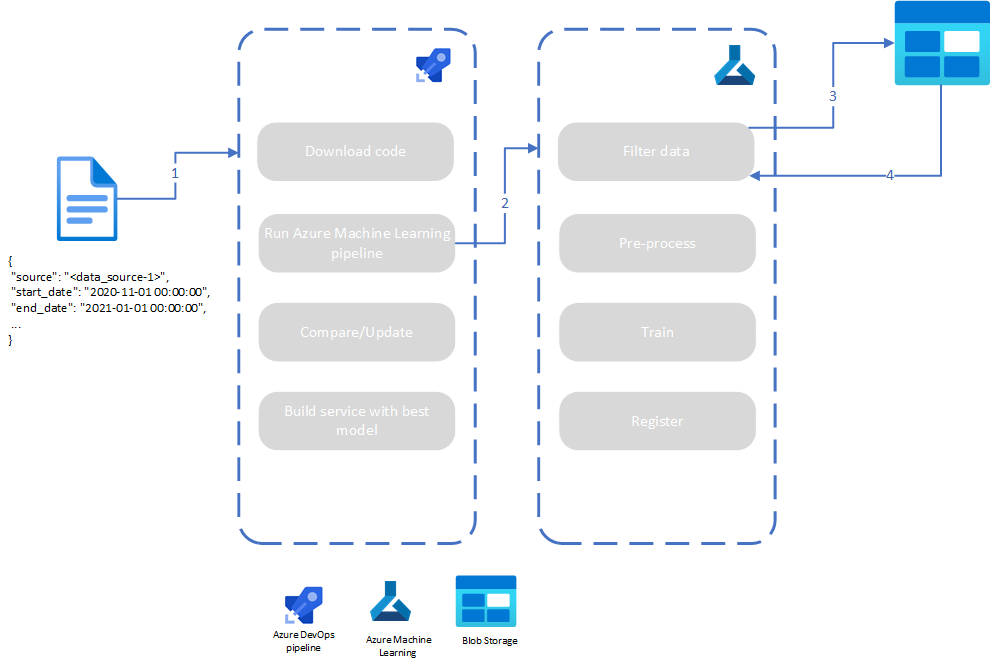 Download code
Run Azure Machine Learning
pipeline
Compare/Update
Build service with best
model
Filter data
Pre-process
Train
Register
1
2
3
4
{
"source": "<data_source-1>",
"start_date": "2020-11-01 00:00:00",
"end_date": "2021-01-01 00:00:00",
...
}
Azure DevOps
pipeline
Azure Machine
Learning
Blob Storage